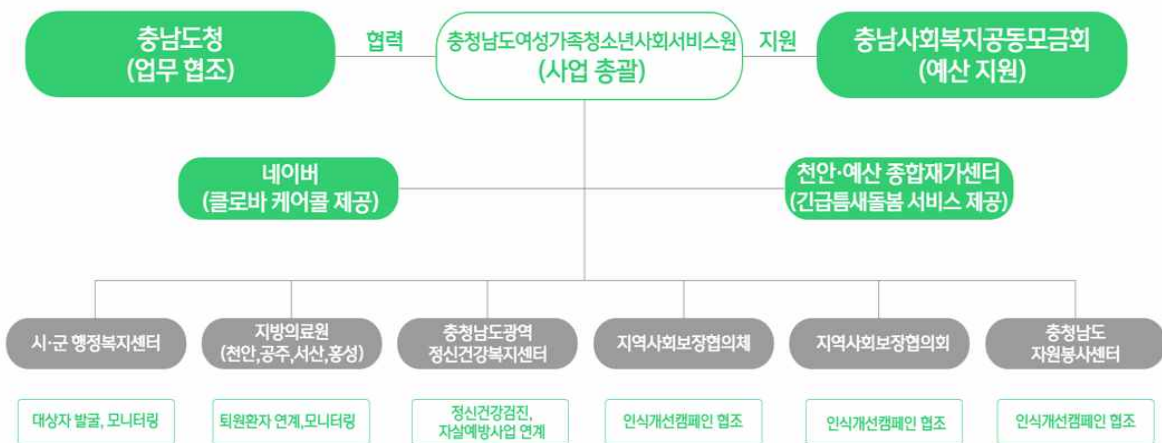 충남도청
(업무 협조)
협력
충청남도여성가족청소년사회서비스원
(사업 총괄)
지원
충남사회복지공동모금회
(예산 지원)
네이버
(클로바 케어콜 제공)
천안·예산 종합재가센터
(긴급틈새돌봄 서비스 제공)
시·군 행정복지센터
지방의료원
(천안,공주,서산,홍성)
충청남도광역
정신건강복지센터
지역사회보장협의체
지역사회보장협의회
충청남도
자원봉사센터
대상자 발굴, 모니터링
퇴원환자 연계,모니터링
정신건강검진,
자살예방사업 연계
인식개선캠페인 협조
인식개선캠페인 협조
인식개선캠페인 협조